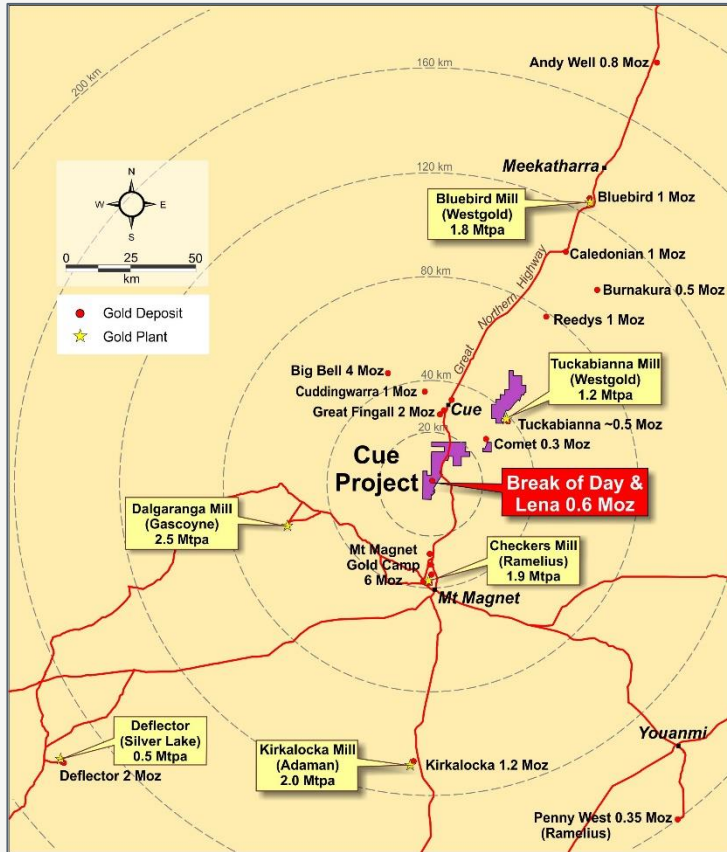 200 km
160 km
Andy Well 0.8 Moz
N
W
E
S
0
25
50
km
Gold Deposit
Gold Plant
120 km
Meekatharra
Bluebird Mill
(Westgold)
1.8 Mtpa
Bluebird 1 Moz
Caledonian 1 Moz
Great Northern Highway
80 km
Burnakura 0.5 Moz
Reedys 1 Moz
Big Bell 4 Moz
40 km
Cuddingwarra 1 Moz
Great Fingall 2 Moz
Cue
Tuckabianna Mill
(Westgold)
1.2 Mtpa
Tuckabianna ~0.5 Moz
20 km
Comet 0.3 Moz
Cue
Project
Break of Day &
Lena 0.6 Moz
Dalgaranga Mill
(Gascoyne)
2.5 Mtpa
Mt Magnet
Gold Camp
6 Moz
Checkers Mill
(Ramelius)
1.9 Mtpa
Mt Magnet
Deflector
(Silver Lake)
0.5 Mtpa
Deflector 2 Moz
Kirkalocka Mill
(Adaman)
2.0 Mtpa
Kirkalocka 1.2 Moz
Youanmi
Penny West 0.35 Moz
(Ramelius)